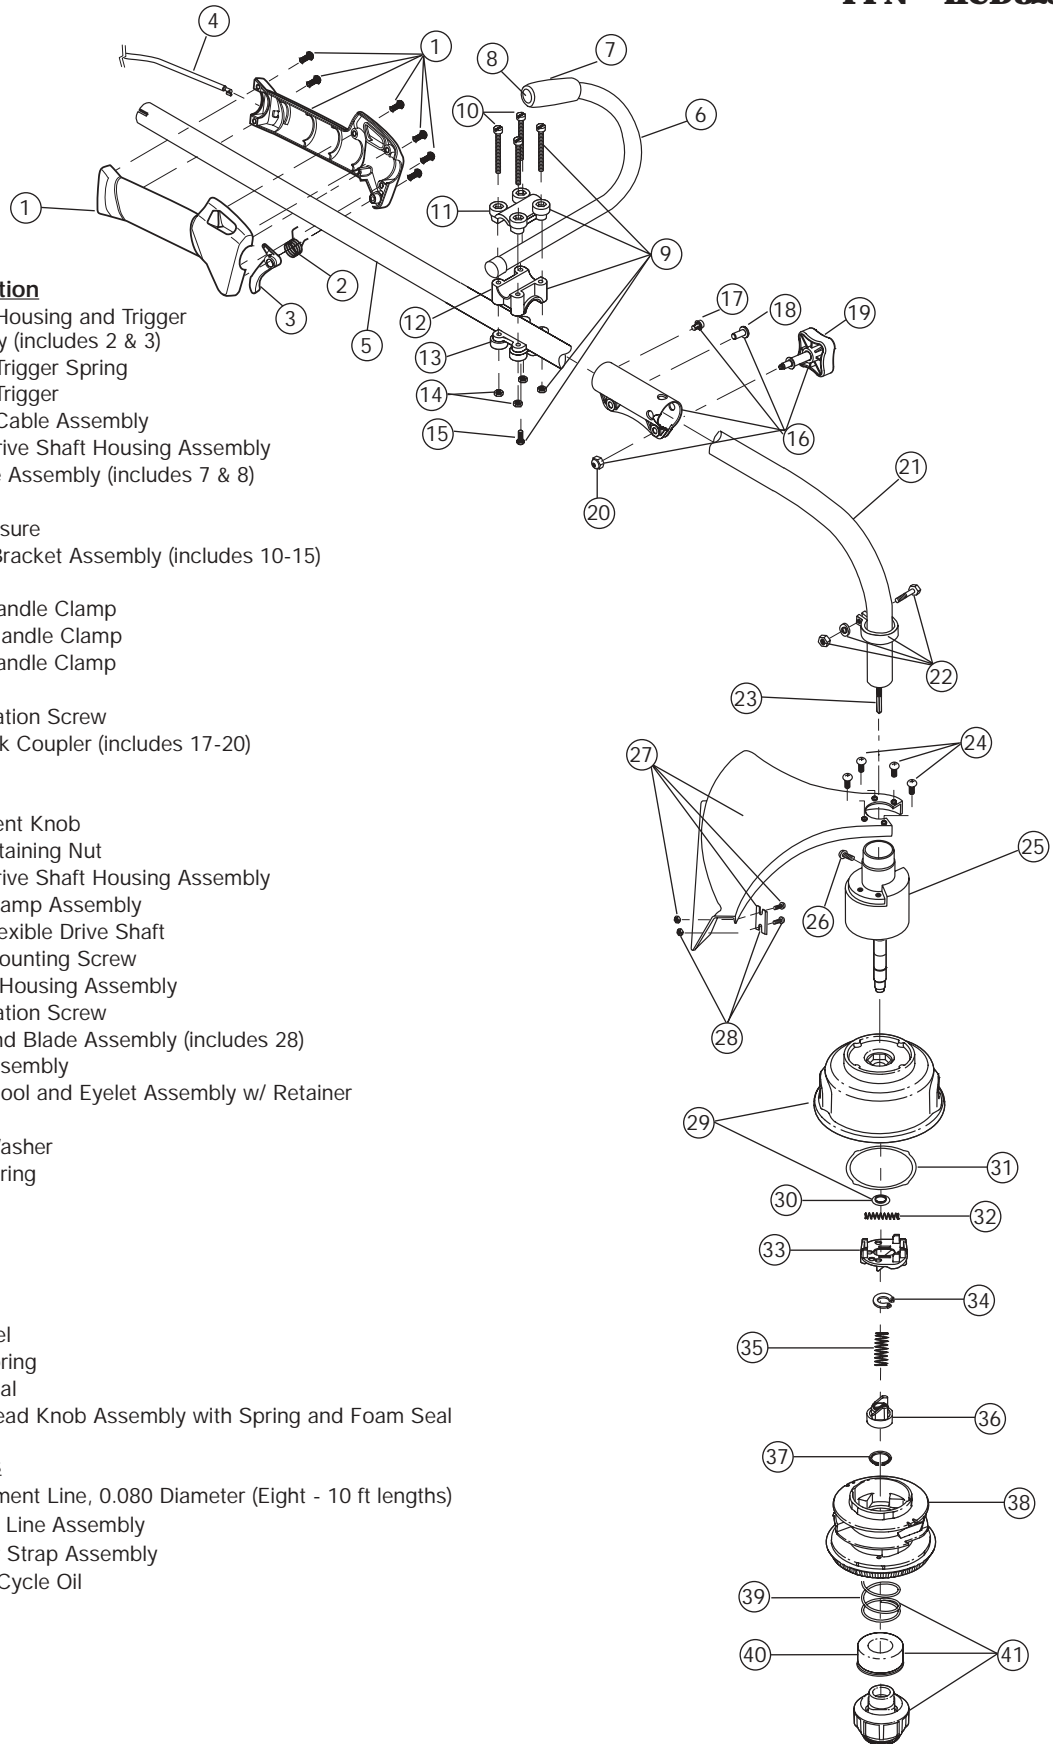 4
1
8
7
10
6
1
11
9
2
3
5
12
13
14
15
17
18
19
16
20
21
22
23
24
27
25
26
28
29
31
30
32
33
34
35
36
37
38
39
40
41
tion
Housing and Trigger
y (includes 2 & 3)
Trigger Spring
Trigger
Cable Assembly
rive Shaft Housing Assembly
e Assembly (includes 7 & 8)
sure
Bracket Assembly (includes 10-15)
andle Clamp
andle Clamp
andle Clamp
ation Screw
k Coupler (includes 17-20)
ent Knob
taining Nut
rive Shaft Housing Assembly
amp Assembly
exible Drive Shaft
ounting Screw
Housing Assembly
ation Screw
nd Blade Assembly (includes 28)
ssembly
ool and Eyelet Assembly w/ Retainer
Washer
ring
el
pring
al
ead Knob Assembly with Spring and Foam Seal
ment Line, 0.080 Diameter (Eight - 10 ft lengths)
Line Assembly
Strap Assembly
Cycle Oil